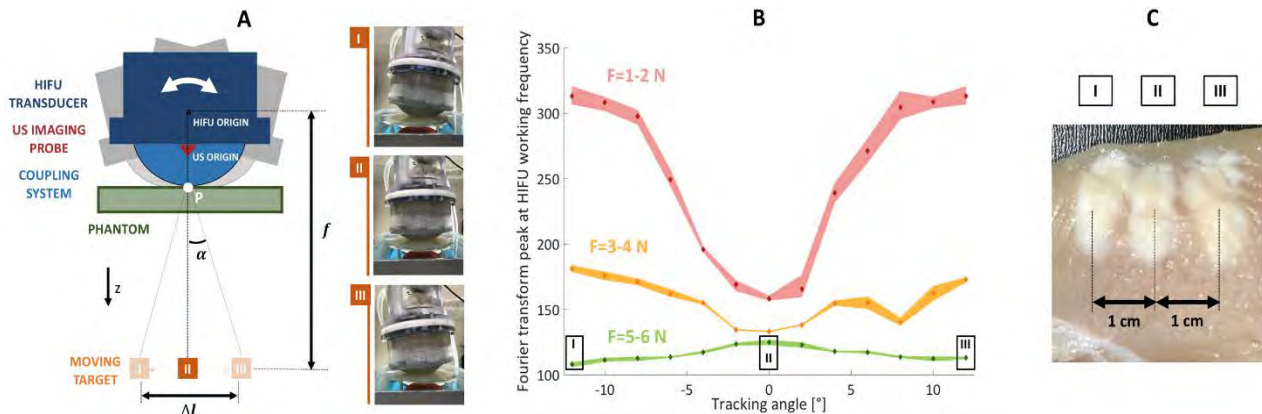 A
HIFU
TRANSDUCER
US IMAGING
PROBE
COUPLING
SYSTEM
PHANTOM
HIFU ORIGIN
US ORIGIN
P
f
α
z
MOVING
TARGET
I
II
III
Δl
I
II
III
B
Fourier transform peak at HIFU working frequency
350
300
250
200
150
100
F=1-2 N
F=3-4 N
F=5-6 N
I
II
III
-10
-5
0
5
10
Tracking angle [°]
C
I
II
III
1 cm
1 cm